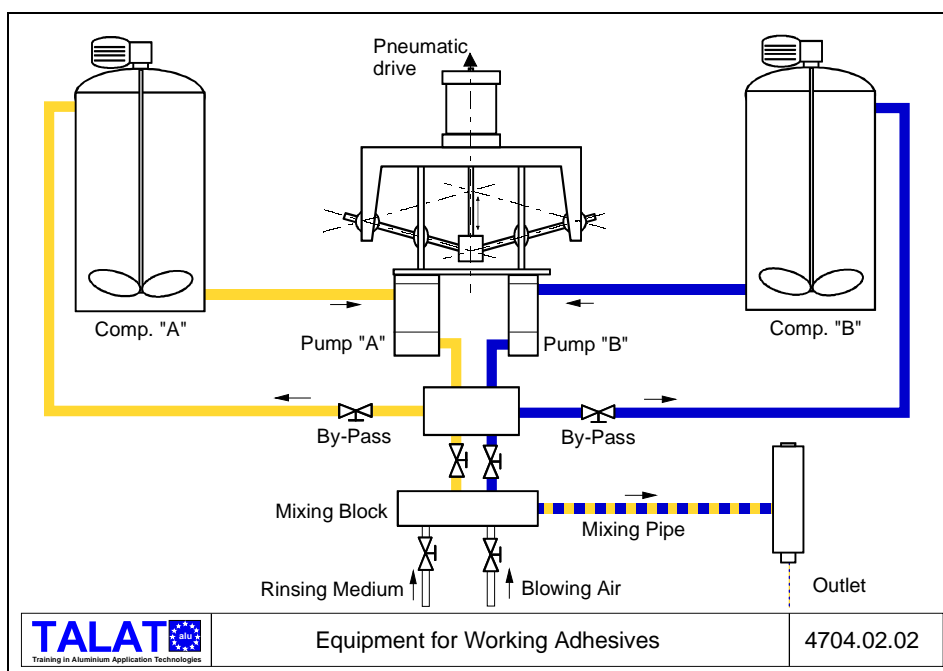 Pneumatic
drive
Comp. "A"
Comp. "B"
Pump "A"
Pump "B"
By-Pass
By-Pass
Mixing Block
Mixing Pipe
Rinsing Medium
Blowing Air
Outlet
TALAT
alu
Training in Aluminium Application Technologies
Equipment for Working Adhesives
4704.02.02